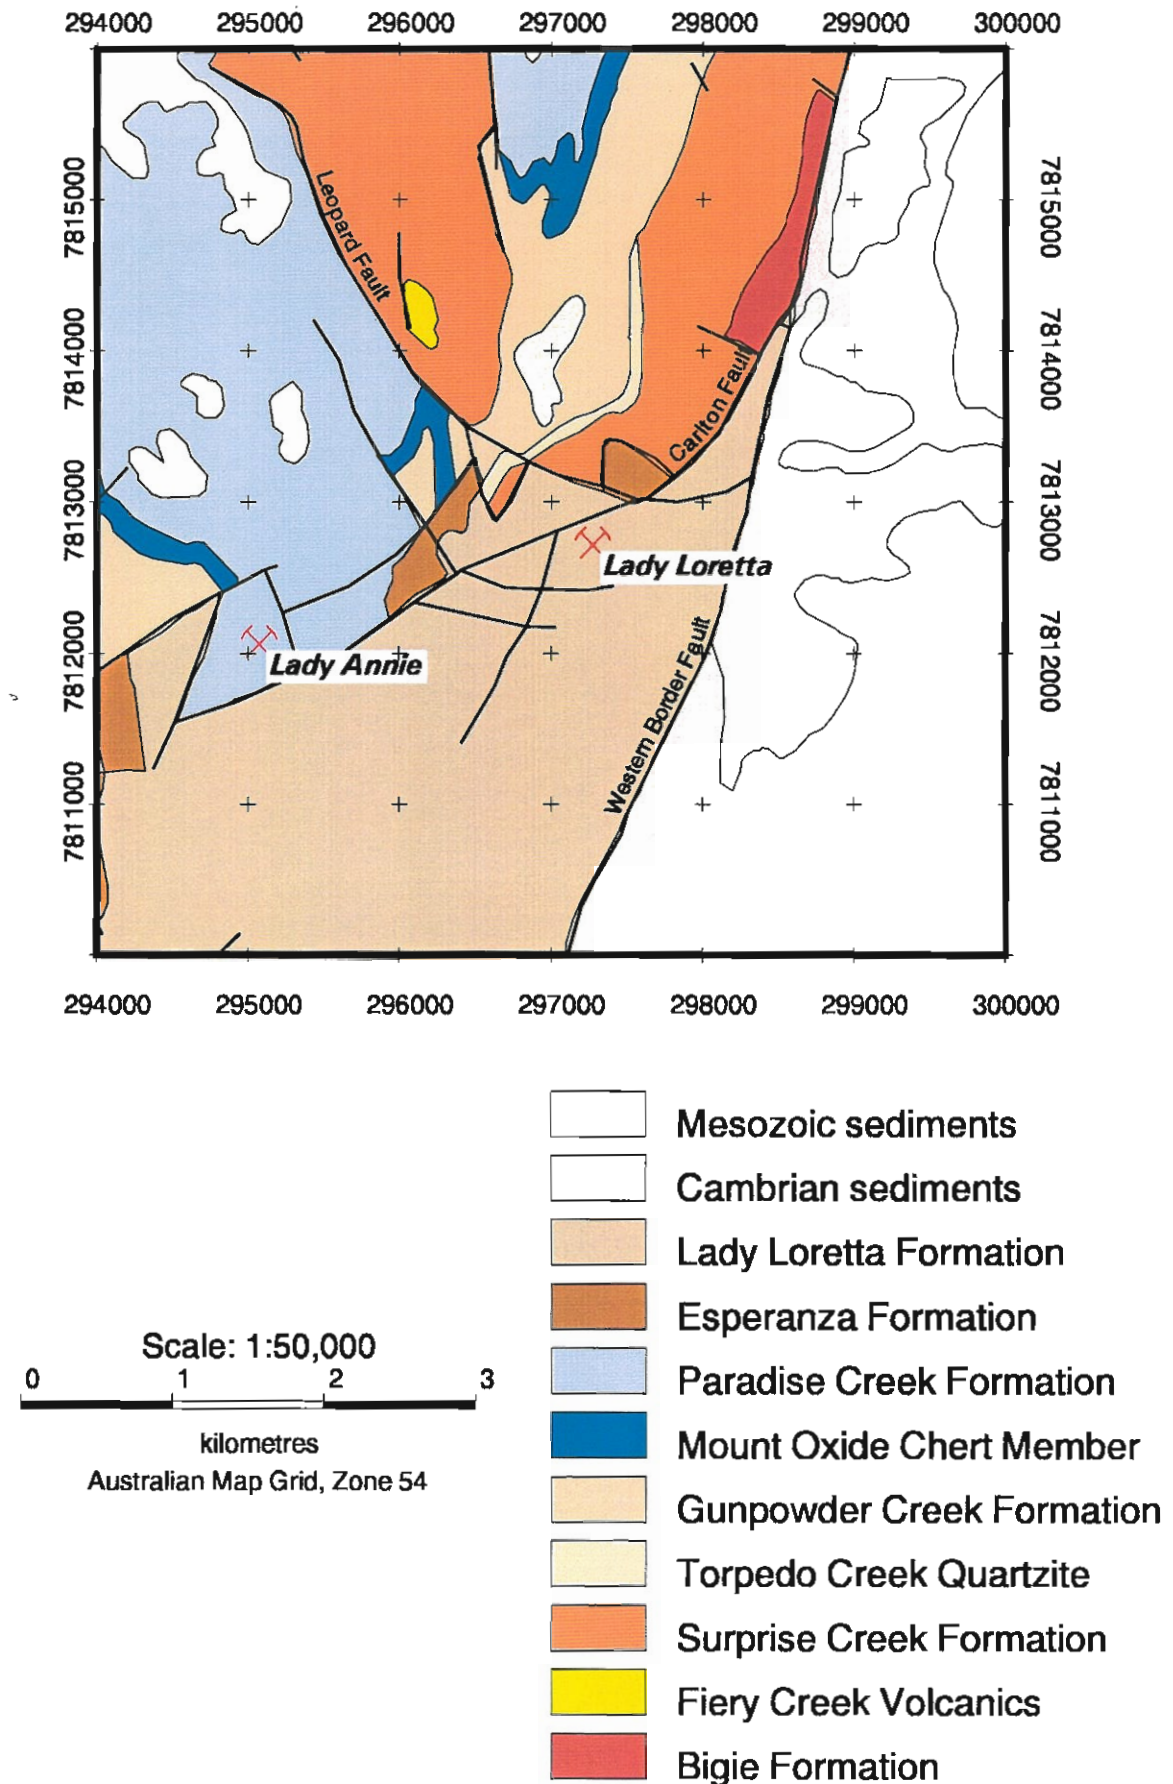 294000 295000 296000 297000 298000 299000 300000
7815000
7814000
7813000
7812000
7811000
7815000
7814000
7813000
7812000
7811000
Leopard Fault
Carlton Fault
Lady Loretta
Lady Annie
Western Border Fault
294000 295000 296000 297000 298000 299000 300000
Mesozoic sediments
Cambrian sediments
Lady Loretta Formation
Esperanza Formation
Paradise Creek Formation
Mount Oxide Chert Member
Gunpowder Creek Formation
Torpedo Creek Quartzite
Surprise Creek Formation
Fiery Creek Volcanics
Bigie Formation
Scale: 1:50,000
0 1 2 3
kilometres
Australian Map Grid, Zone 54